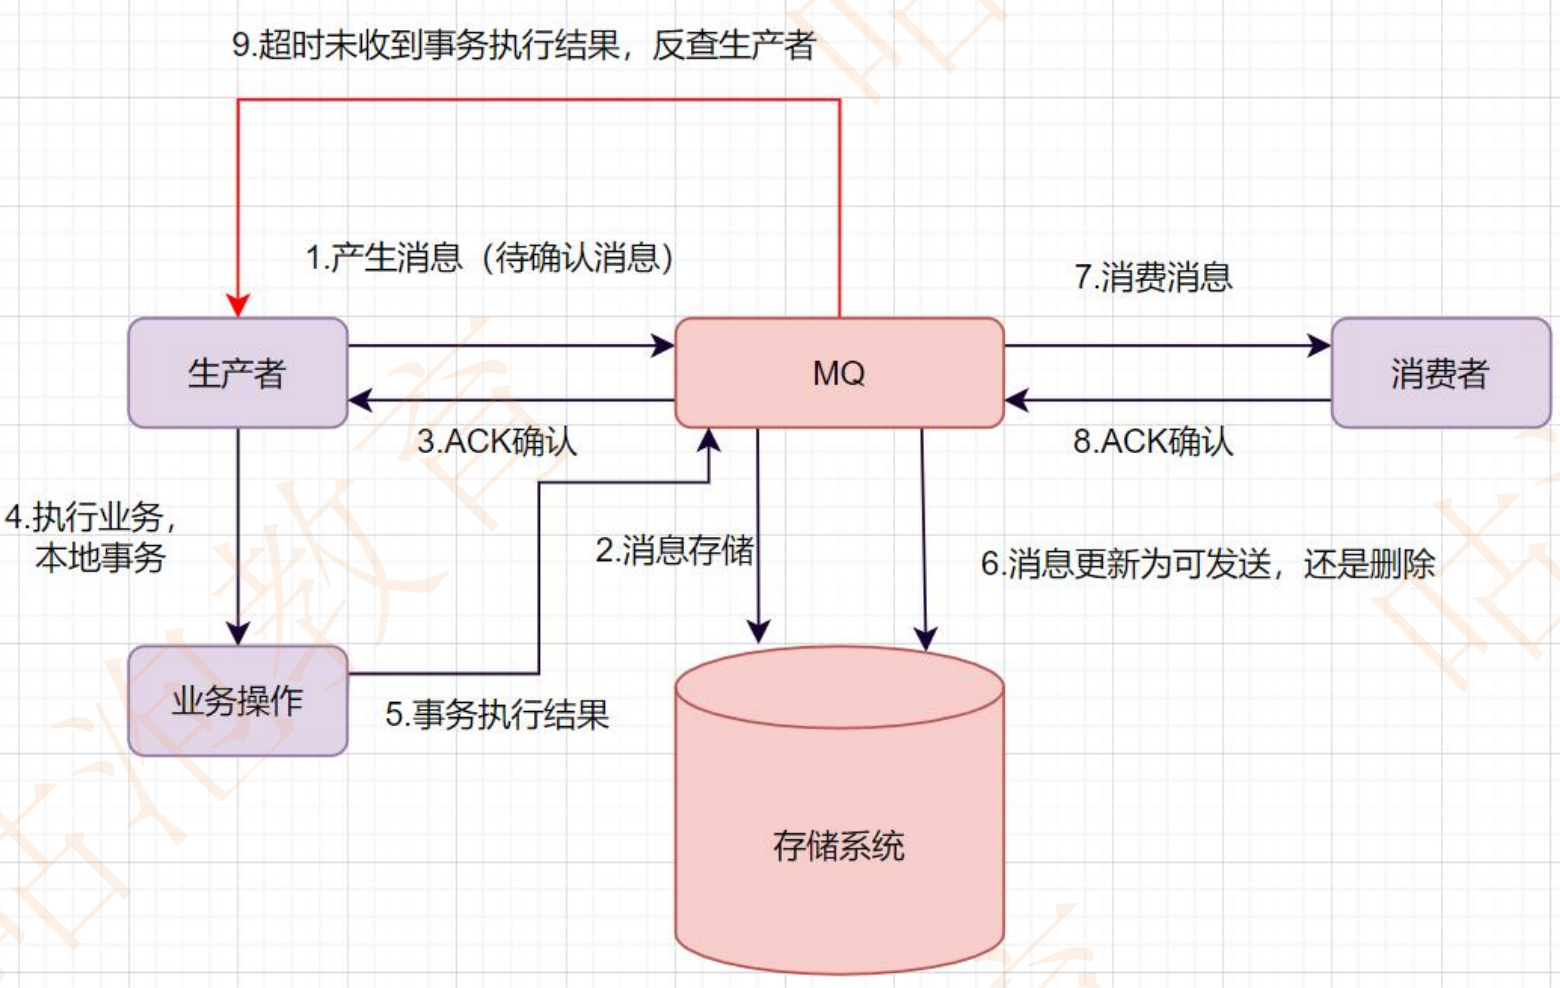 9.超时未收到事务执行结果，反查生产者
1.产生消息（待确认消息）
7.消费消息
生产者
MQ
消费者
3.ACK确认
8.ACK确认
4.执行业务，
本地事务
2.消息存储
6.消息更新为可发送，还是删除
业务操作
5.事务执行结果
存储系统
咕泡教育